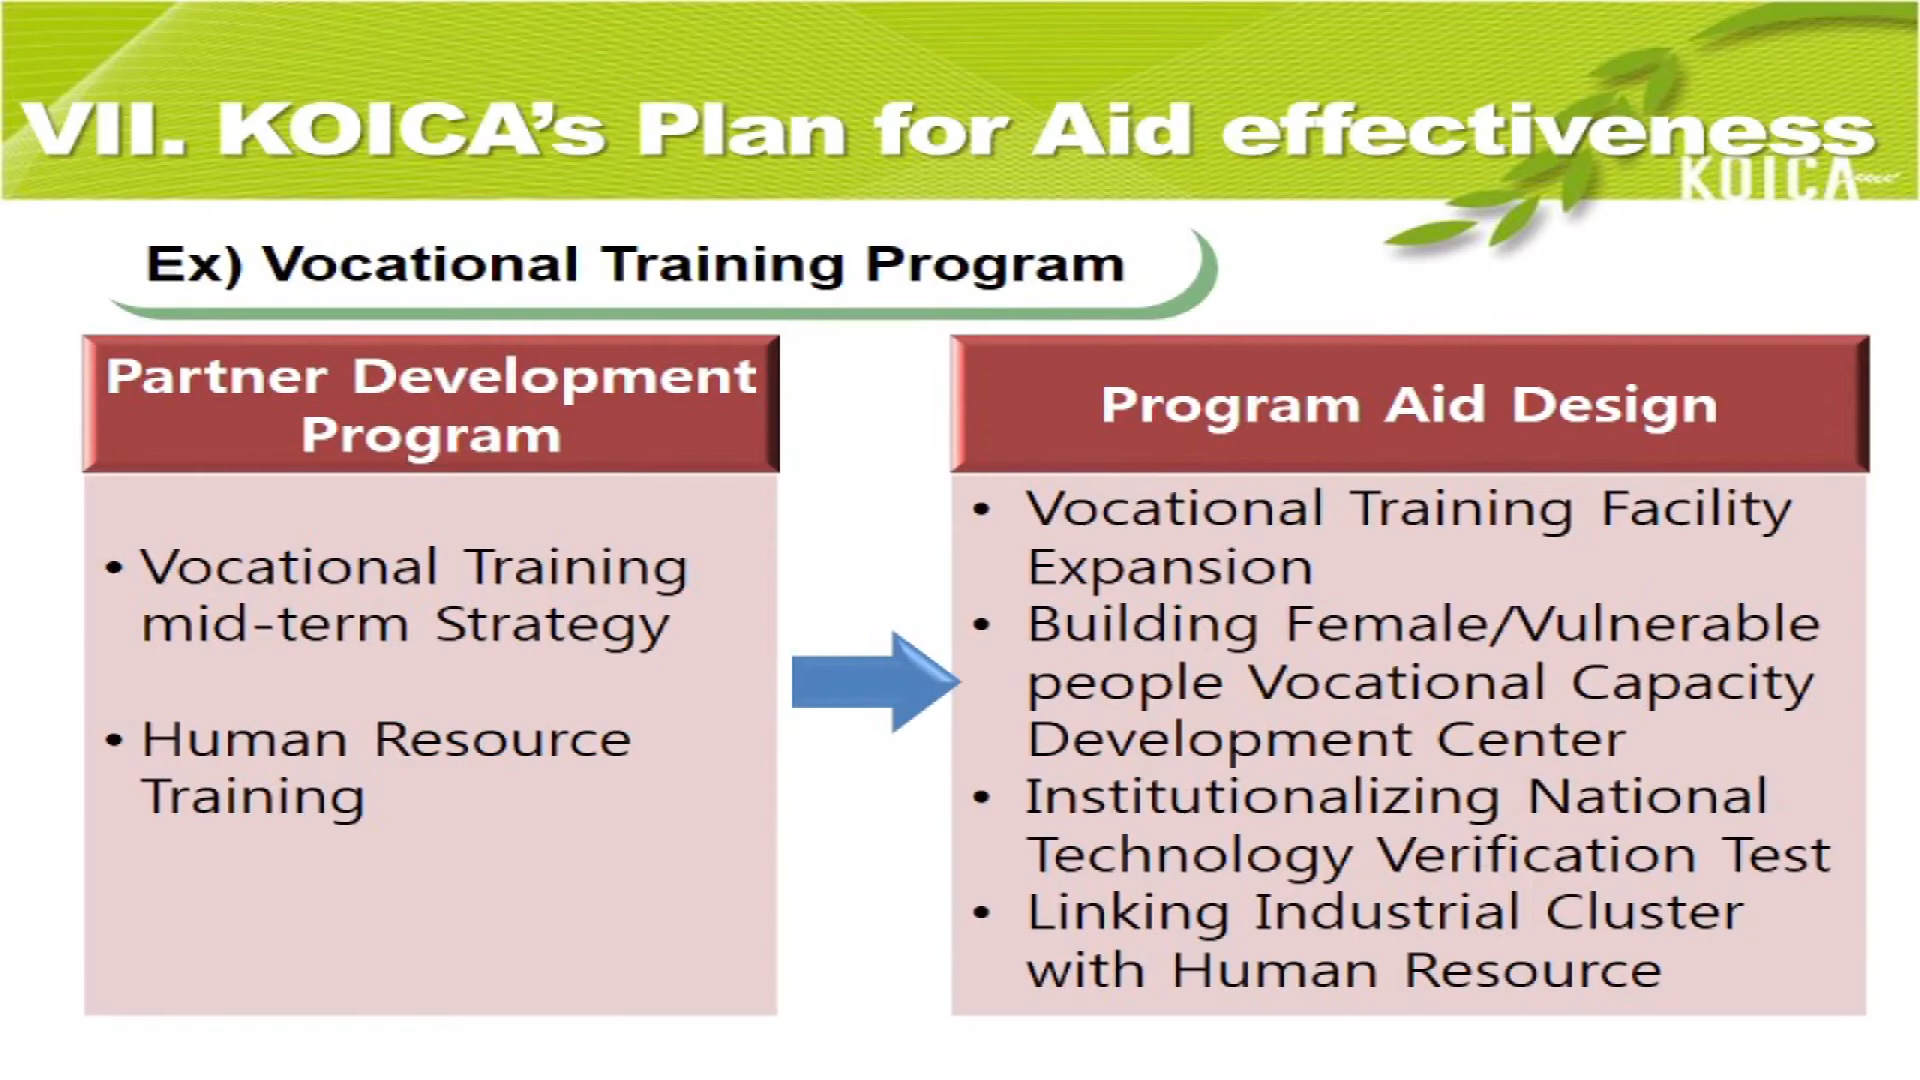 VII. KOICA’s Plan for Aid effectiveness
KOICA
Ex) Vocational Training Program
Partner Development
Program
• Vocational Training
mid-term Strategy
• Human Resource
Training
Program Aid Design
• Vocational Training Facility
Expansion
• Building Female/Vulnerable
people Vocational Capacity
Development Center
• Institutionalizing National
Technology Verification Test
• Linking Industrial Cluster
with Human Resource